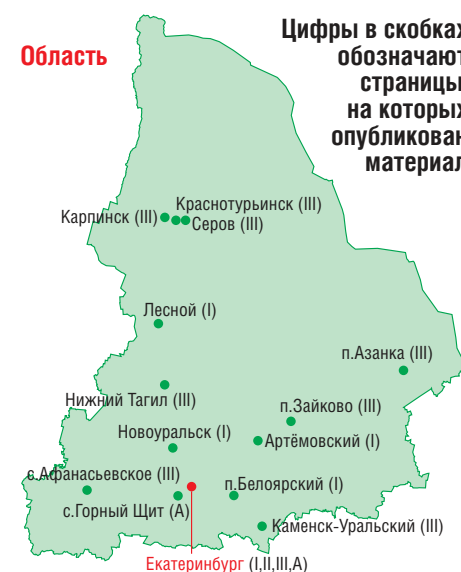 Область
Цифры в скобках
обозначают
страницы
на которых
опубликован
материал
Краснотурьинск (III)
Карпинск (III)
Серов (III)
Лесной (I)
п.Азанка (III)
Нижний Тагил (III)
п.Зайково (III)
Новоуральск (I)
Артёмовский (I)
с.Афанасьевское (III)
п.Белоярский (I)
с.Горный Щит (А)
Каменск-Уральский (III)
Екатеринбург (I,II,III,А)